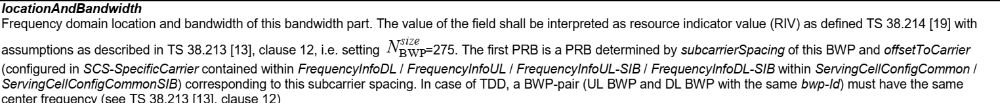 locationAndBandwidth
Frequency domain location and bandwidth of this bandwidth part. The value of the field shall be interpreted as resource indicator value (RIV) as defined TS 38.214 [19] with
assumptions as described in TS 38.213 [13], clause 12, i.e. setting N_BWP^size=275. The first PRB is a PRB determined by subcarrierSpacing of this BWP and offsetToCarrier
(configured in SCS-SpecificCarrier contained within FrequencyInfoDL / FrequencyInfoUL / FrequencyInfoUL-SIB / FrequencyInfoDL-SIB within ServingCellConfigCommon /
ServingCellConfigCommonSIB) corresponding to this subcarrier spacing. In case of TDD, a BWP-pair (UL BWP and DL BWP with the same bwp-Id) must have the same
center frequency (see TS 38.213 [13], clause 12)